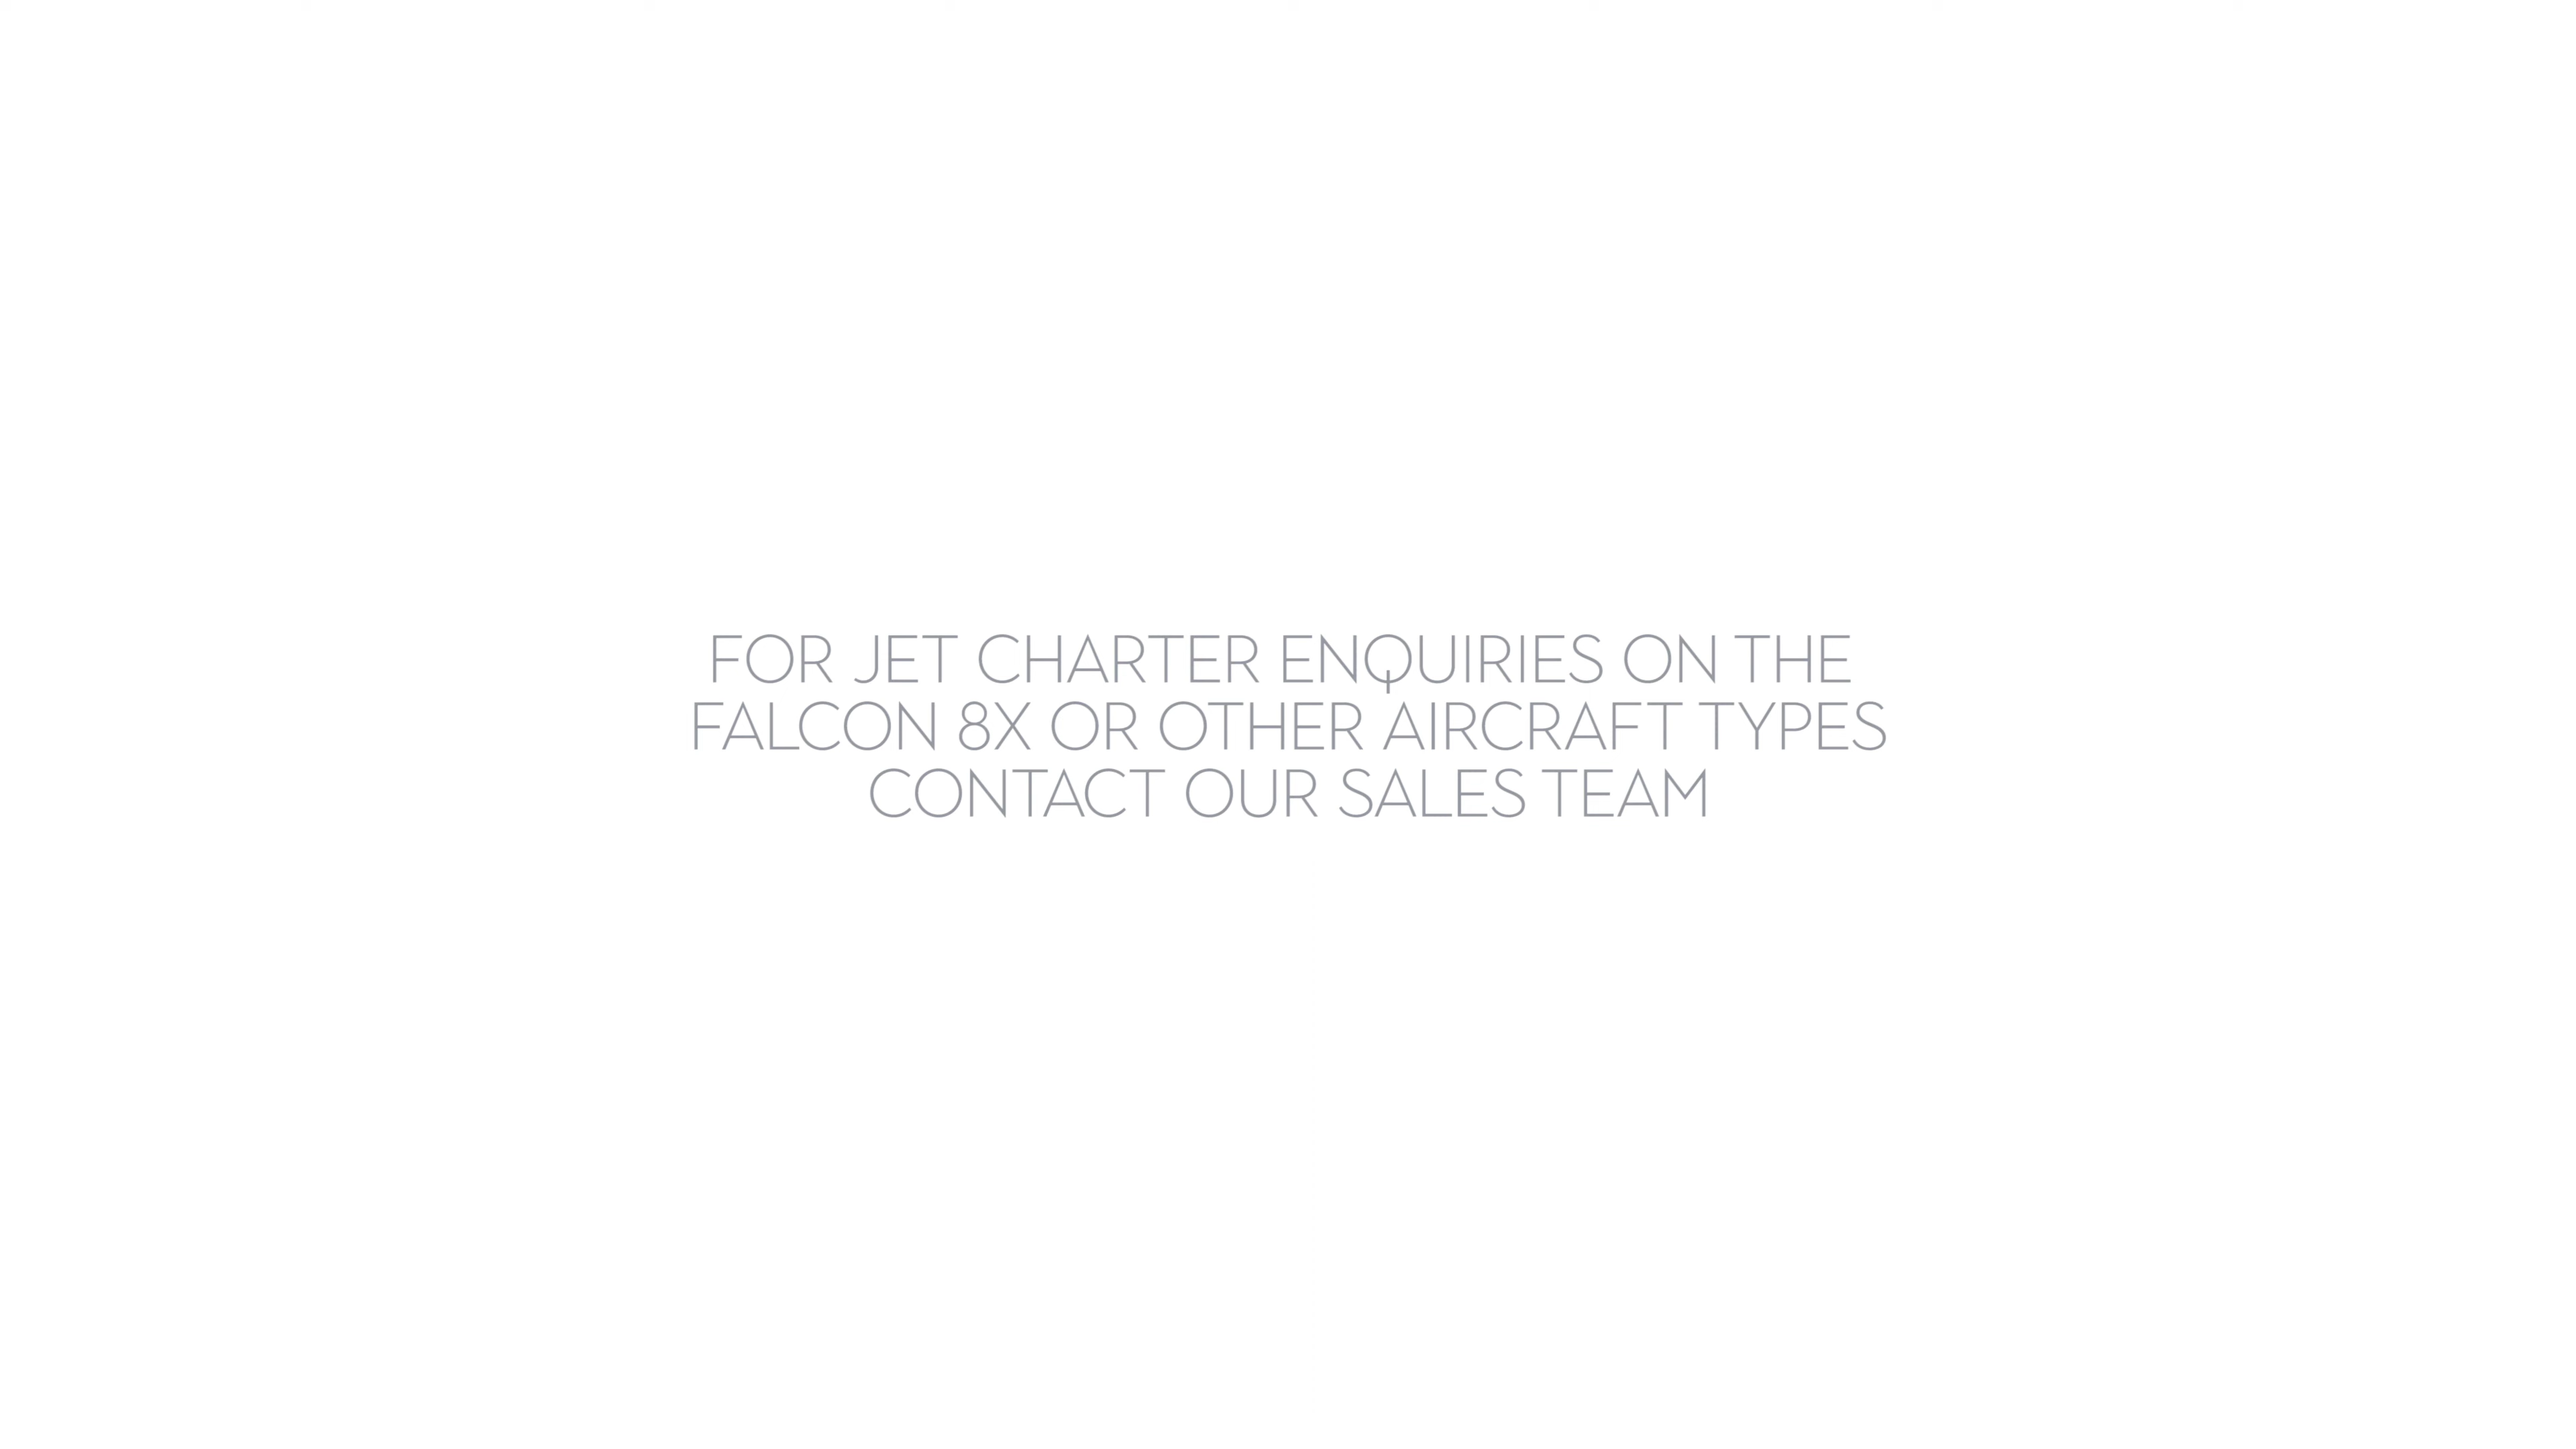 FOR JET CHARTER ENQUIRIES ON THE
FALCON 8X OR OTHER AIRCRAFT TYPES
CONTACT OUR SALES TEAM